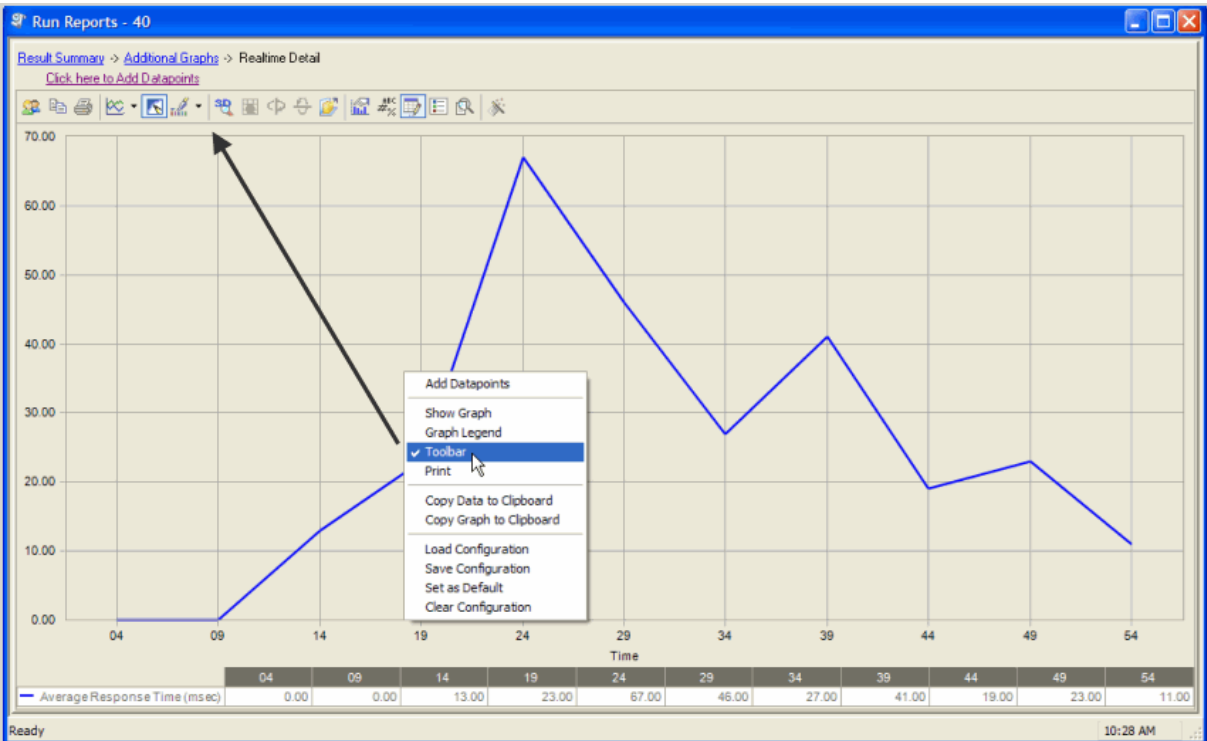 Run Reports - 40
Result Summary -> Additional Graphs -> Realtime Detail
Click here to Add Datapoints
70.00
60.00
50.00
40.00
30.00
20.00
10.00
0.00
Add Datapoints
Show Graph
Graph Legend
Toolbar
Print
Copy Data to Clipboard
Copy Graph to Clipboard
Load Configuration
Save Configuration
Set as Default
Clear Configuration
04 09 14 19 24 29 34 39 44 49 54
Time
04 09 14 19 24 29 34 39 44 49 54
Average Response Time (msec) 0.00 0.00 13.00 23.00 67.00 46.00 27.00 41.00 19.00 23.00 11.00
Ready 10:28 AM